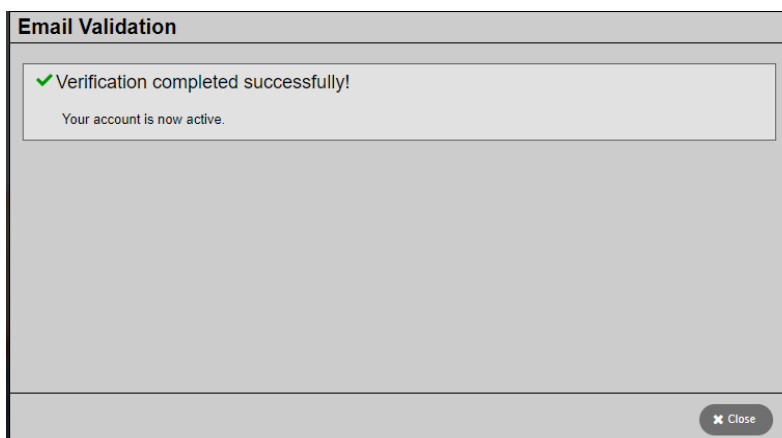 Email Validation
Verification completed successfully!
Your account is now active.
Close